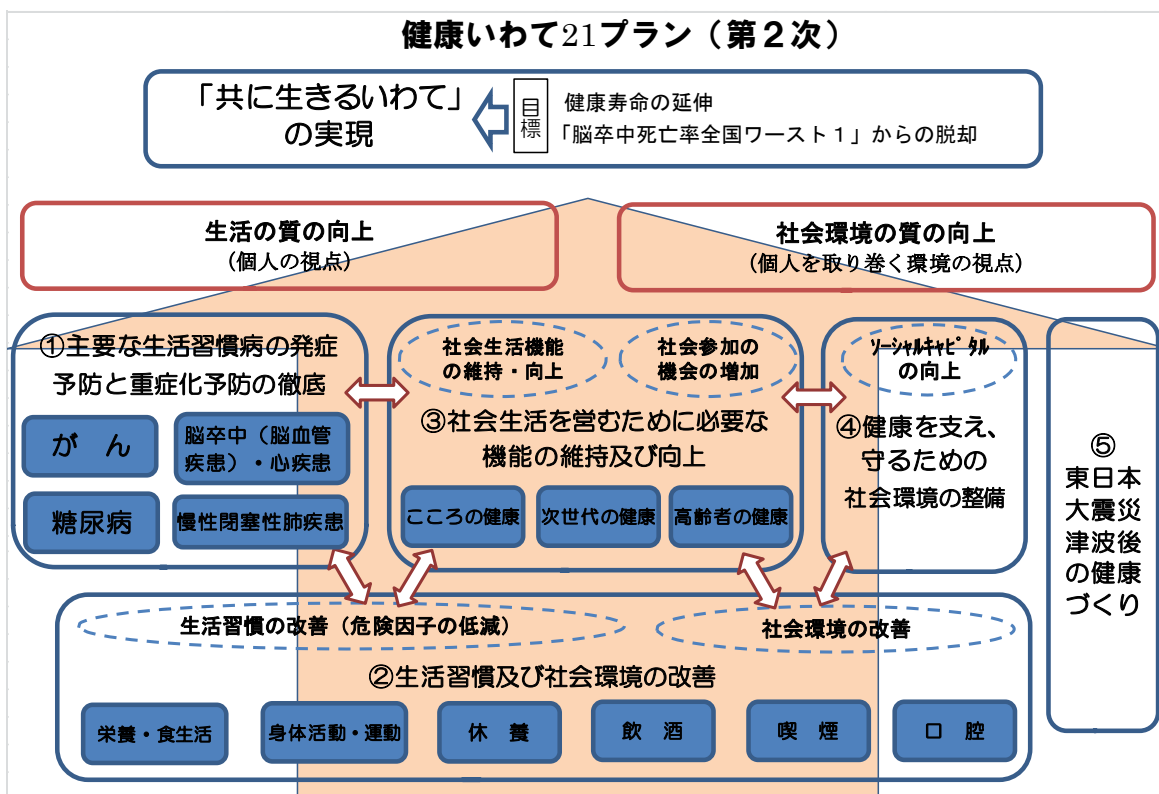 健康いわて21プラン（第２次）
「共に生きるいわて」
の実現
目標
健康寿命の延伸
「脳卒中死亡率全国ワースト１」からの脱却
生活の質の向上
（個人の視点）
社会環境の質の向上
（個人を取り巻く環境の視点）
①主要な生活習慣病の発症
予防と重症化予防の徹底
がん
脳卒中（脳血管
疾患）・心疾患
糖尿病
慢性閉塞性肺疾患
社会生活機能
の維持・向上
社会参加の
機会の増加
③社会生活を営むために必要な
機能の維持及び向上
こころの健康
次世代の健康
高齢者の健康
ｿｰｼｬﾙｷｬﾋﾟﾀﾙ
の向上
④健康を支え、
守るための
社会環境の整備
⑤
東日本
大震災
津波後
の健康
づくり
生活習慣の改善（危険因子の低減）
社会環境の改善
②生活習慣及び社会環境の改善
栄養・食生活
身体活動・運動
休　養
飲　酒
喫　煙
口　腔